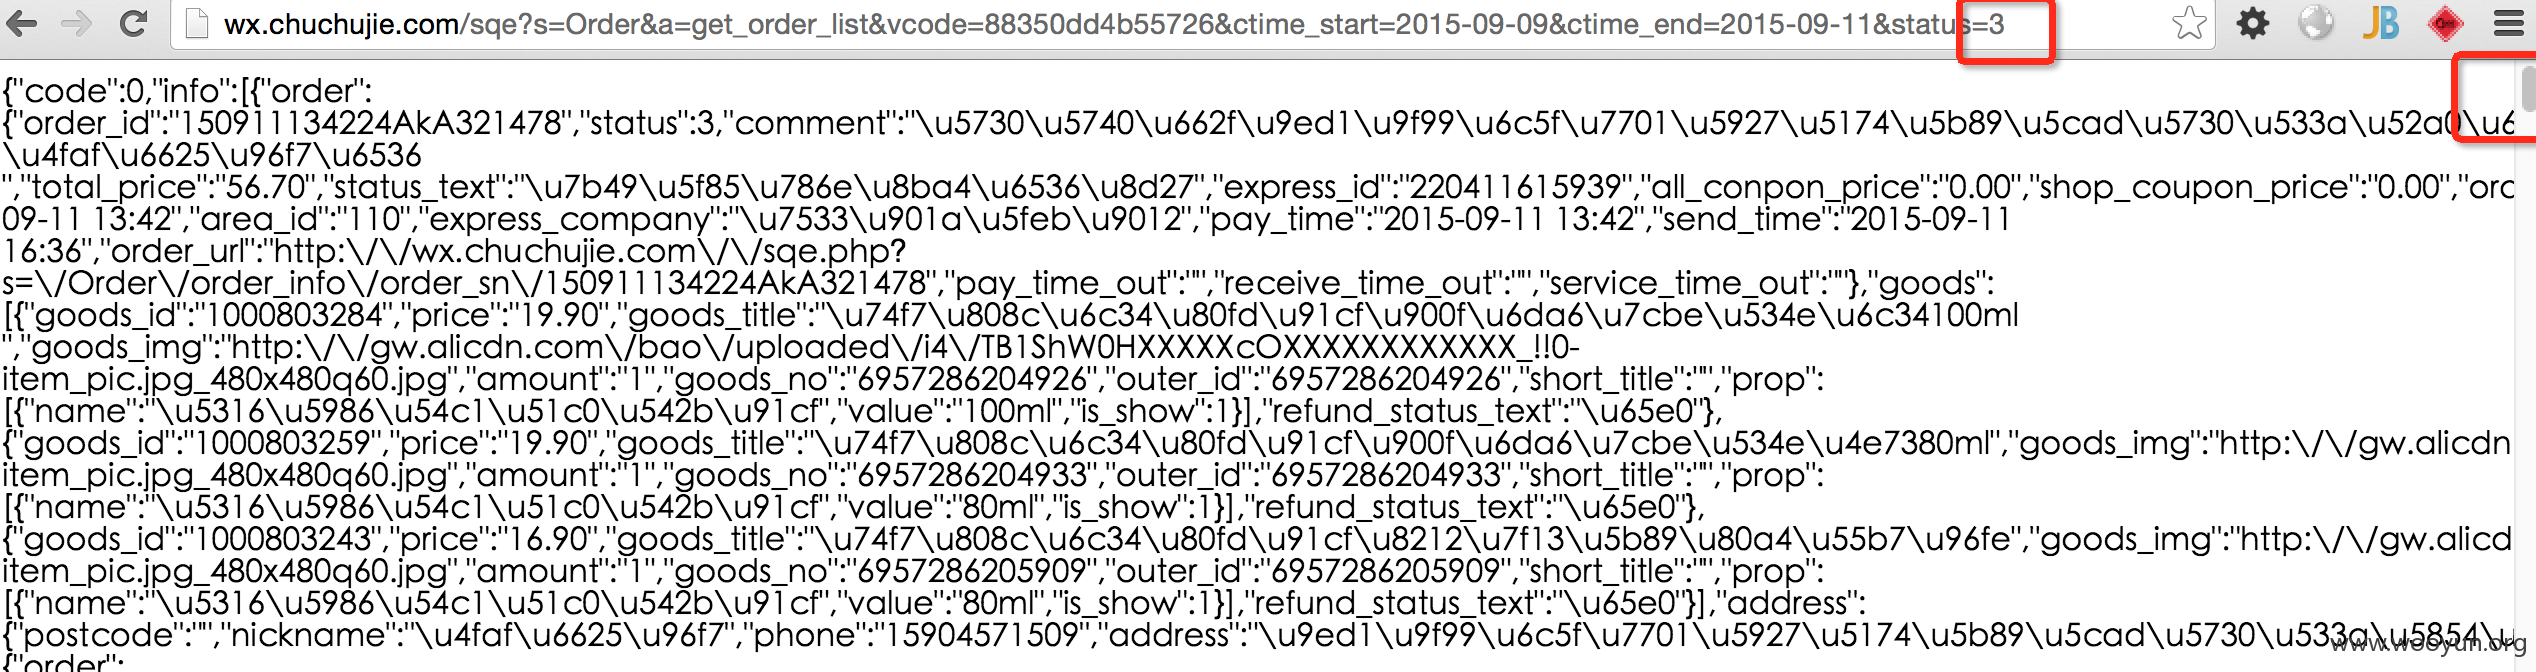 wx.chuchujie.com/sqe?s=Order&a=get_order_list&vcode=88350dd4b55726&ctime_start=2015-09-09&ctime_end=2015-09-11&status=3
JB
{"code":0,"info":[{"order":
{"order_id":"150911134224AkA321478","status":3,"comment":"\u5730\u5740\u662f\u9ed1\u9f99\u6c5f\u7701\u5927\u5174\u5b89\u5cad\u5730\u533a\u52a0\u6
\u4faf\u6625\u96f7\u6536
","total_price":"56.70","status_text":"\u7b49\u5f85\u786e\u8ba4\u6536\u8d27","express_id":"220411615939","all_conpon_price":"0.00","shop_coupon_price":"0.00","orc
09-11 13:42","area_id":"110","express_company":"\u7533\u901a\u5feb\u9012","pay_time":"2015-09-11 13:42","send_time":"2015-09-11
16:36","order_url":"http:\/\/wx.chuchujie.com\/\/sqe.php?
s=\/Order\/order_info\/order_sn\/150911134224AkA321478","pay_time_out":"","receive_time_out":"","service_time_out":""},"goods":
[{"goods_id":"1000803284","price":"19.90","goods_title":"\u74f7\u808c\u6c34\u80fd\u91cf\u900f\u6da6\u7cbe\u534e\u6c34100ml
","goods_img":"http:\/\/gw.alicdn.com\/bao\/uploaded\/i4\/TB1ShW0HXXXXXcOXXXXXXXXXXXX_!!0-
item_pic.jpg_480x480q60.jpg","amount":"1","goods_no":"6957286204926","outer_id":"6957286204926","short_title":"","prop":
[{"name":"\u5316\u5986\u54c1\u51c0\u542b\u91cf","value":"100ml","is_show":1}],"refund_status_text":"\u65e0"},
{"goods_id":"1000803259","price":"19.90","goods_title":"\u74f7\u808c\u6c34\u80fd\u91cf\u900f\u6da6\u7cbe\u534e\u4e7380ml","goods_img":"http:\/\/gw.alicdn
item_pic.jpg_480x480q60.jpg","amount":"1","goods_no":"6957286204933","outer_id":"6957286204933","short_title":"","prop":
[{"name":"\u5316\u5986\u54c1\u51c0\u542b\u91cf","value":"80ml","is_show":1}],"refund_status_text":"\u65e0"},
{"goods_id":"1000803243","price":"16.90","goods_title":"\u74f7\u808c\u6c34\u80fd\u91cf\u8212\u7f13\u5b89\u80a4\u55b7\u96fe","goods_img":"http:\/\/gw.alicd
item_pic.jpg_480x480q60.jpg","amount":"1","goods_no":"6957286205909","outer_id":"6957286205909","short_title":"","prop":
[{"name":"\u5316\u5986\u54c1\u51c0\u542b\u91cf","value":"80ml","is_show":1}],"refund_status_text":"\u65e0"}],"address":
{"postcode":"","nickname":"\u4faf\u6625\u96f7","phone":"15904571509","address":"\u9ed1\u9f99\u6c5f\u7701\u5927\u5174\u5b89\u5cad\u5730\u533a\u5854\u
{"order":
www.wooyun.org